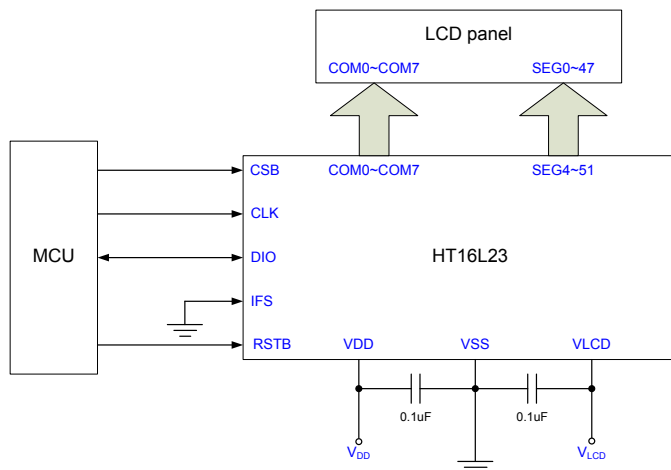 LCD panel
COM0~COM7 SEG0~47
CSB COM0~COM7 SEG4~51
CLK
MCU DIO HT16L23
IFS
RSTB VDD VSS VLCD
0.1uF 0.1uF
VDD VLCD